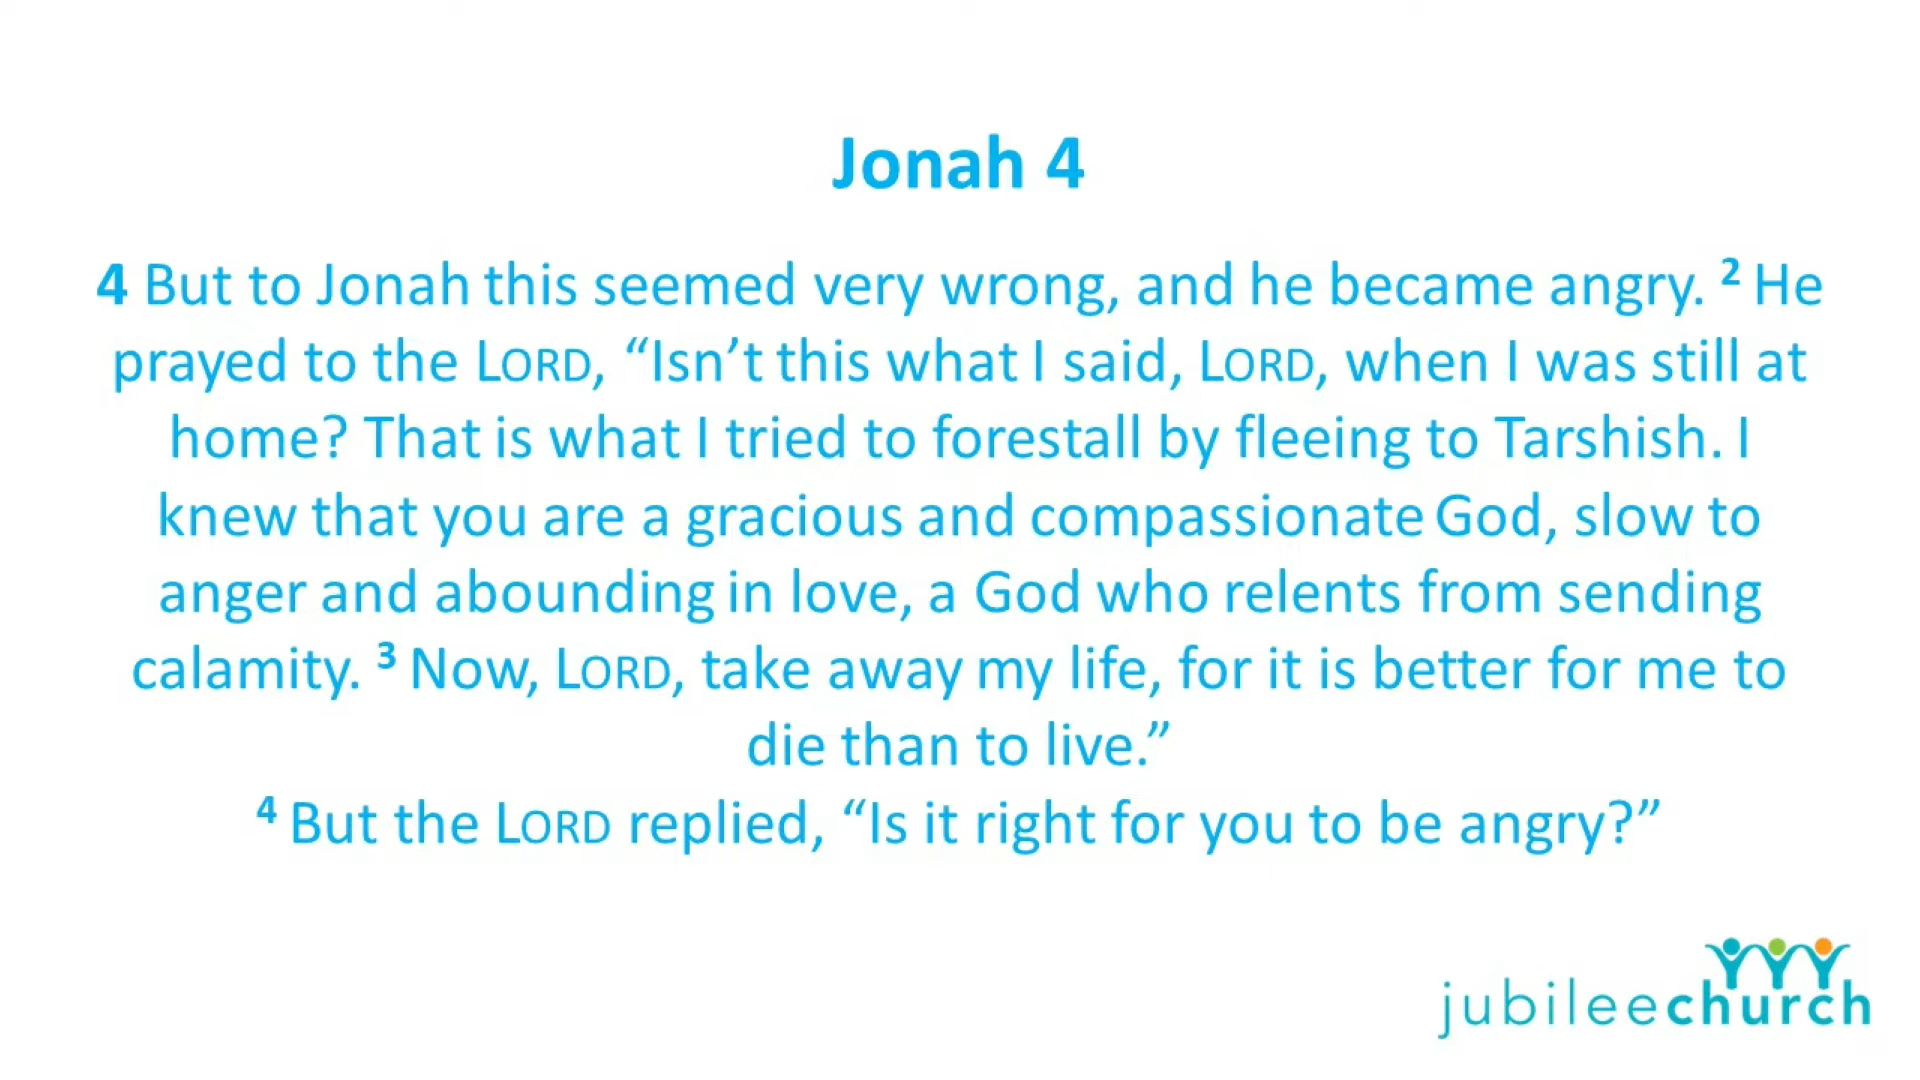 Jonah 4
4 But to Jonah this seemed very wrong, and he became angry. ² He
prayed to the LORD, “Isn’t this what I said, LORD, when I was still at
home? That is what I tried to forestall by fleeing to Tarshish. I
knew that you are a gracious and compassionate God, slow to
anger and abounding in love, a God who relents from sending
calamity. ³ Now, LORD, take away my life, for it is better for me to
die than to live.”
⁴ But the LORD replied, “Is it right for you to be angry?”
jubileechurch